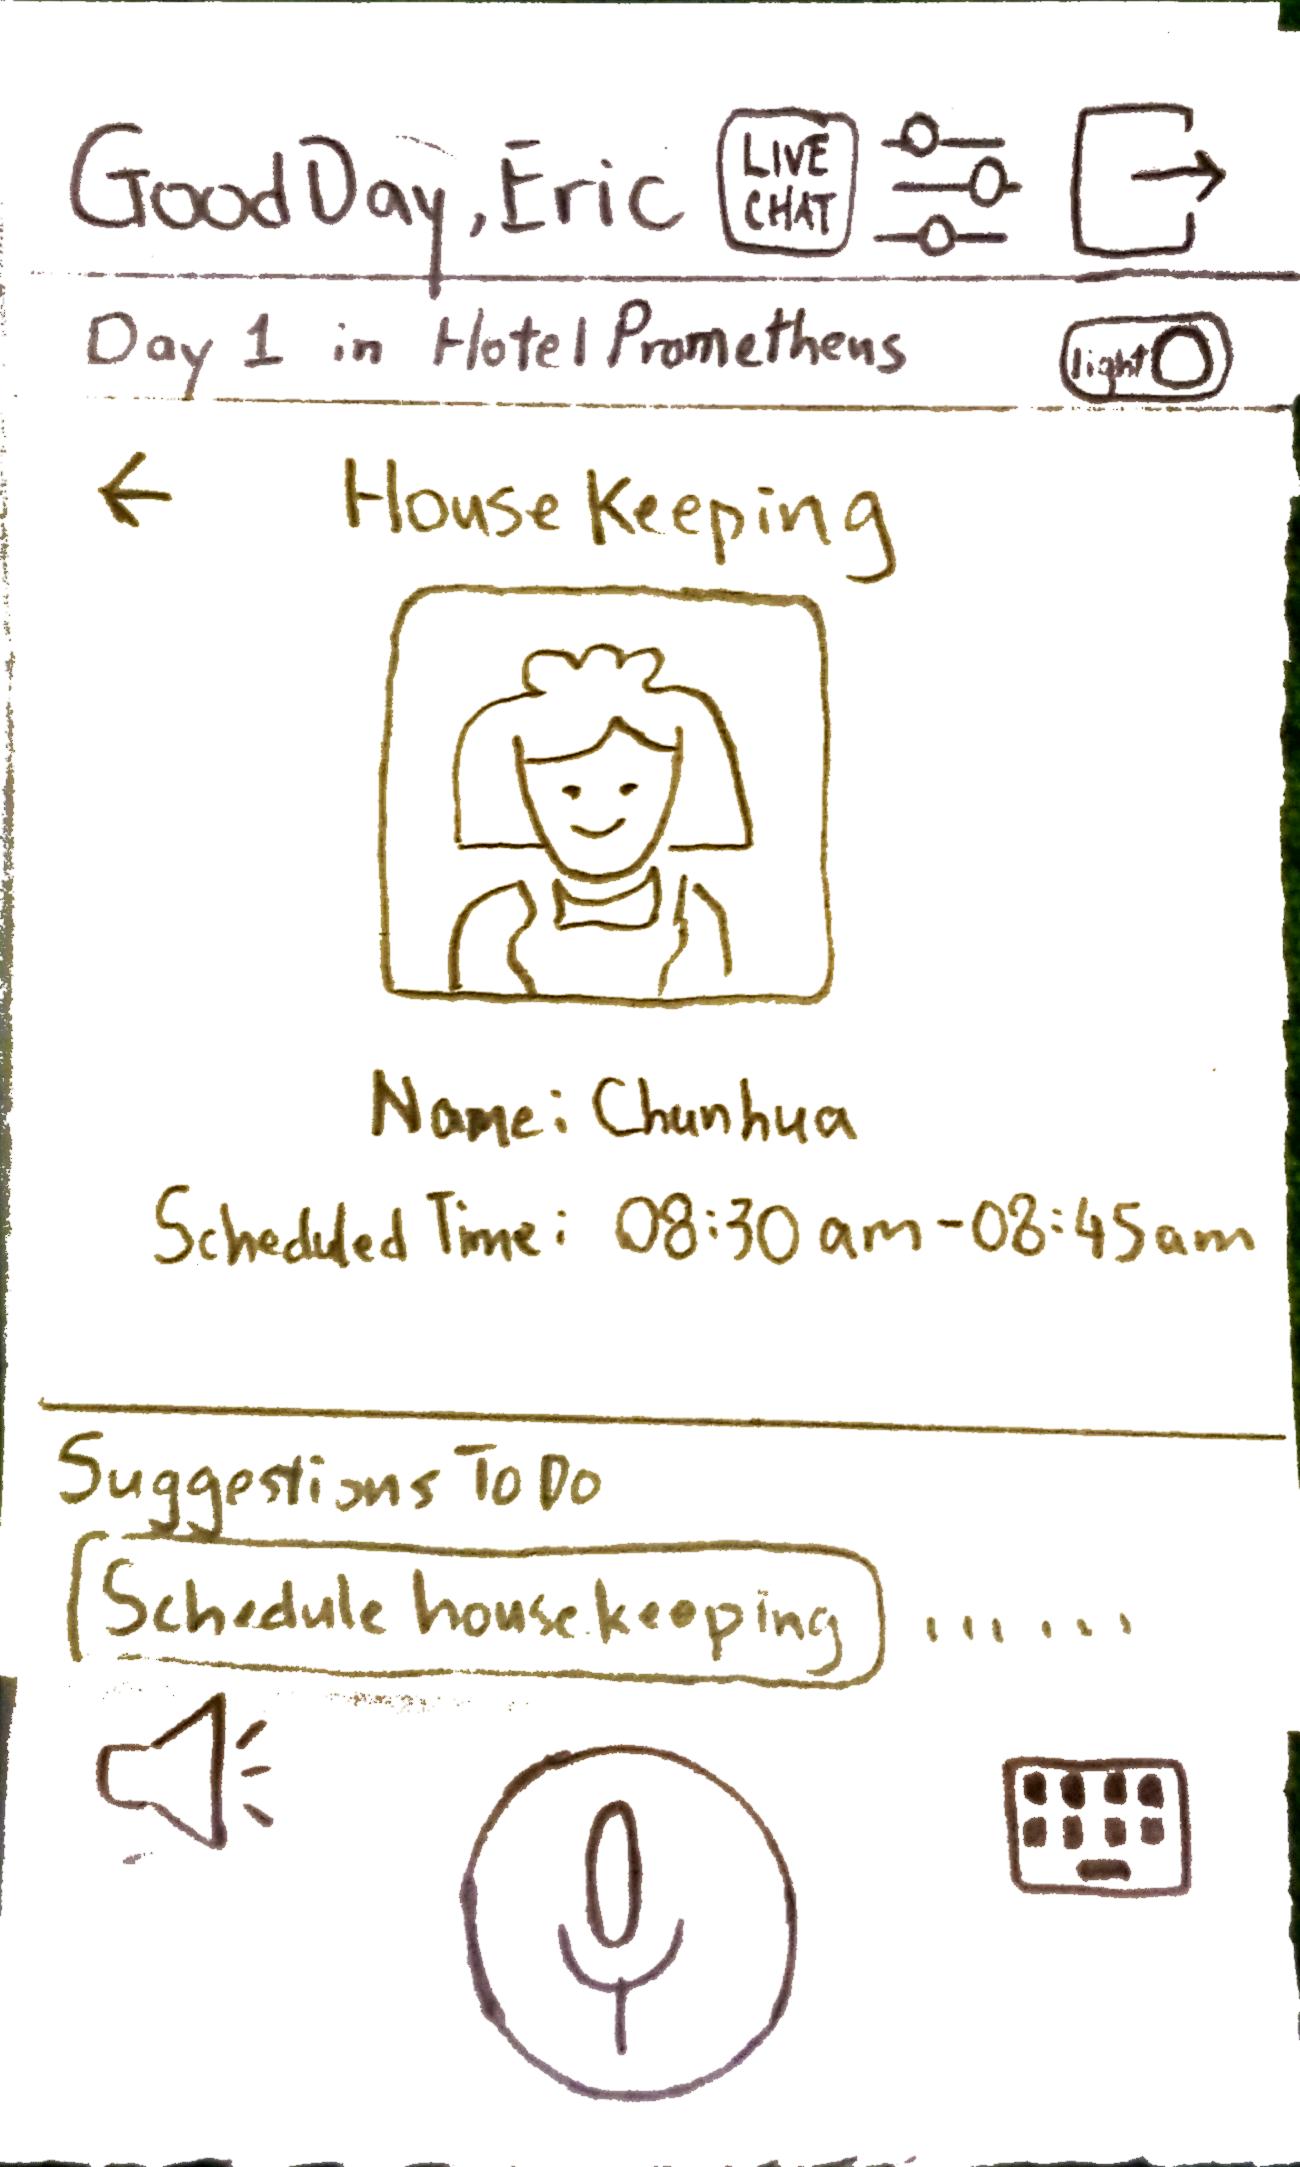 Good Day, Eric
LIVE
CHAT
Day 1 in Hotel Promethens
light
House Keeping
Name: Chunhua
Scheduled Time: 08:30 am - 08:45 am
Suggestions To Do
Schedule housekeeping ......